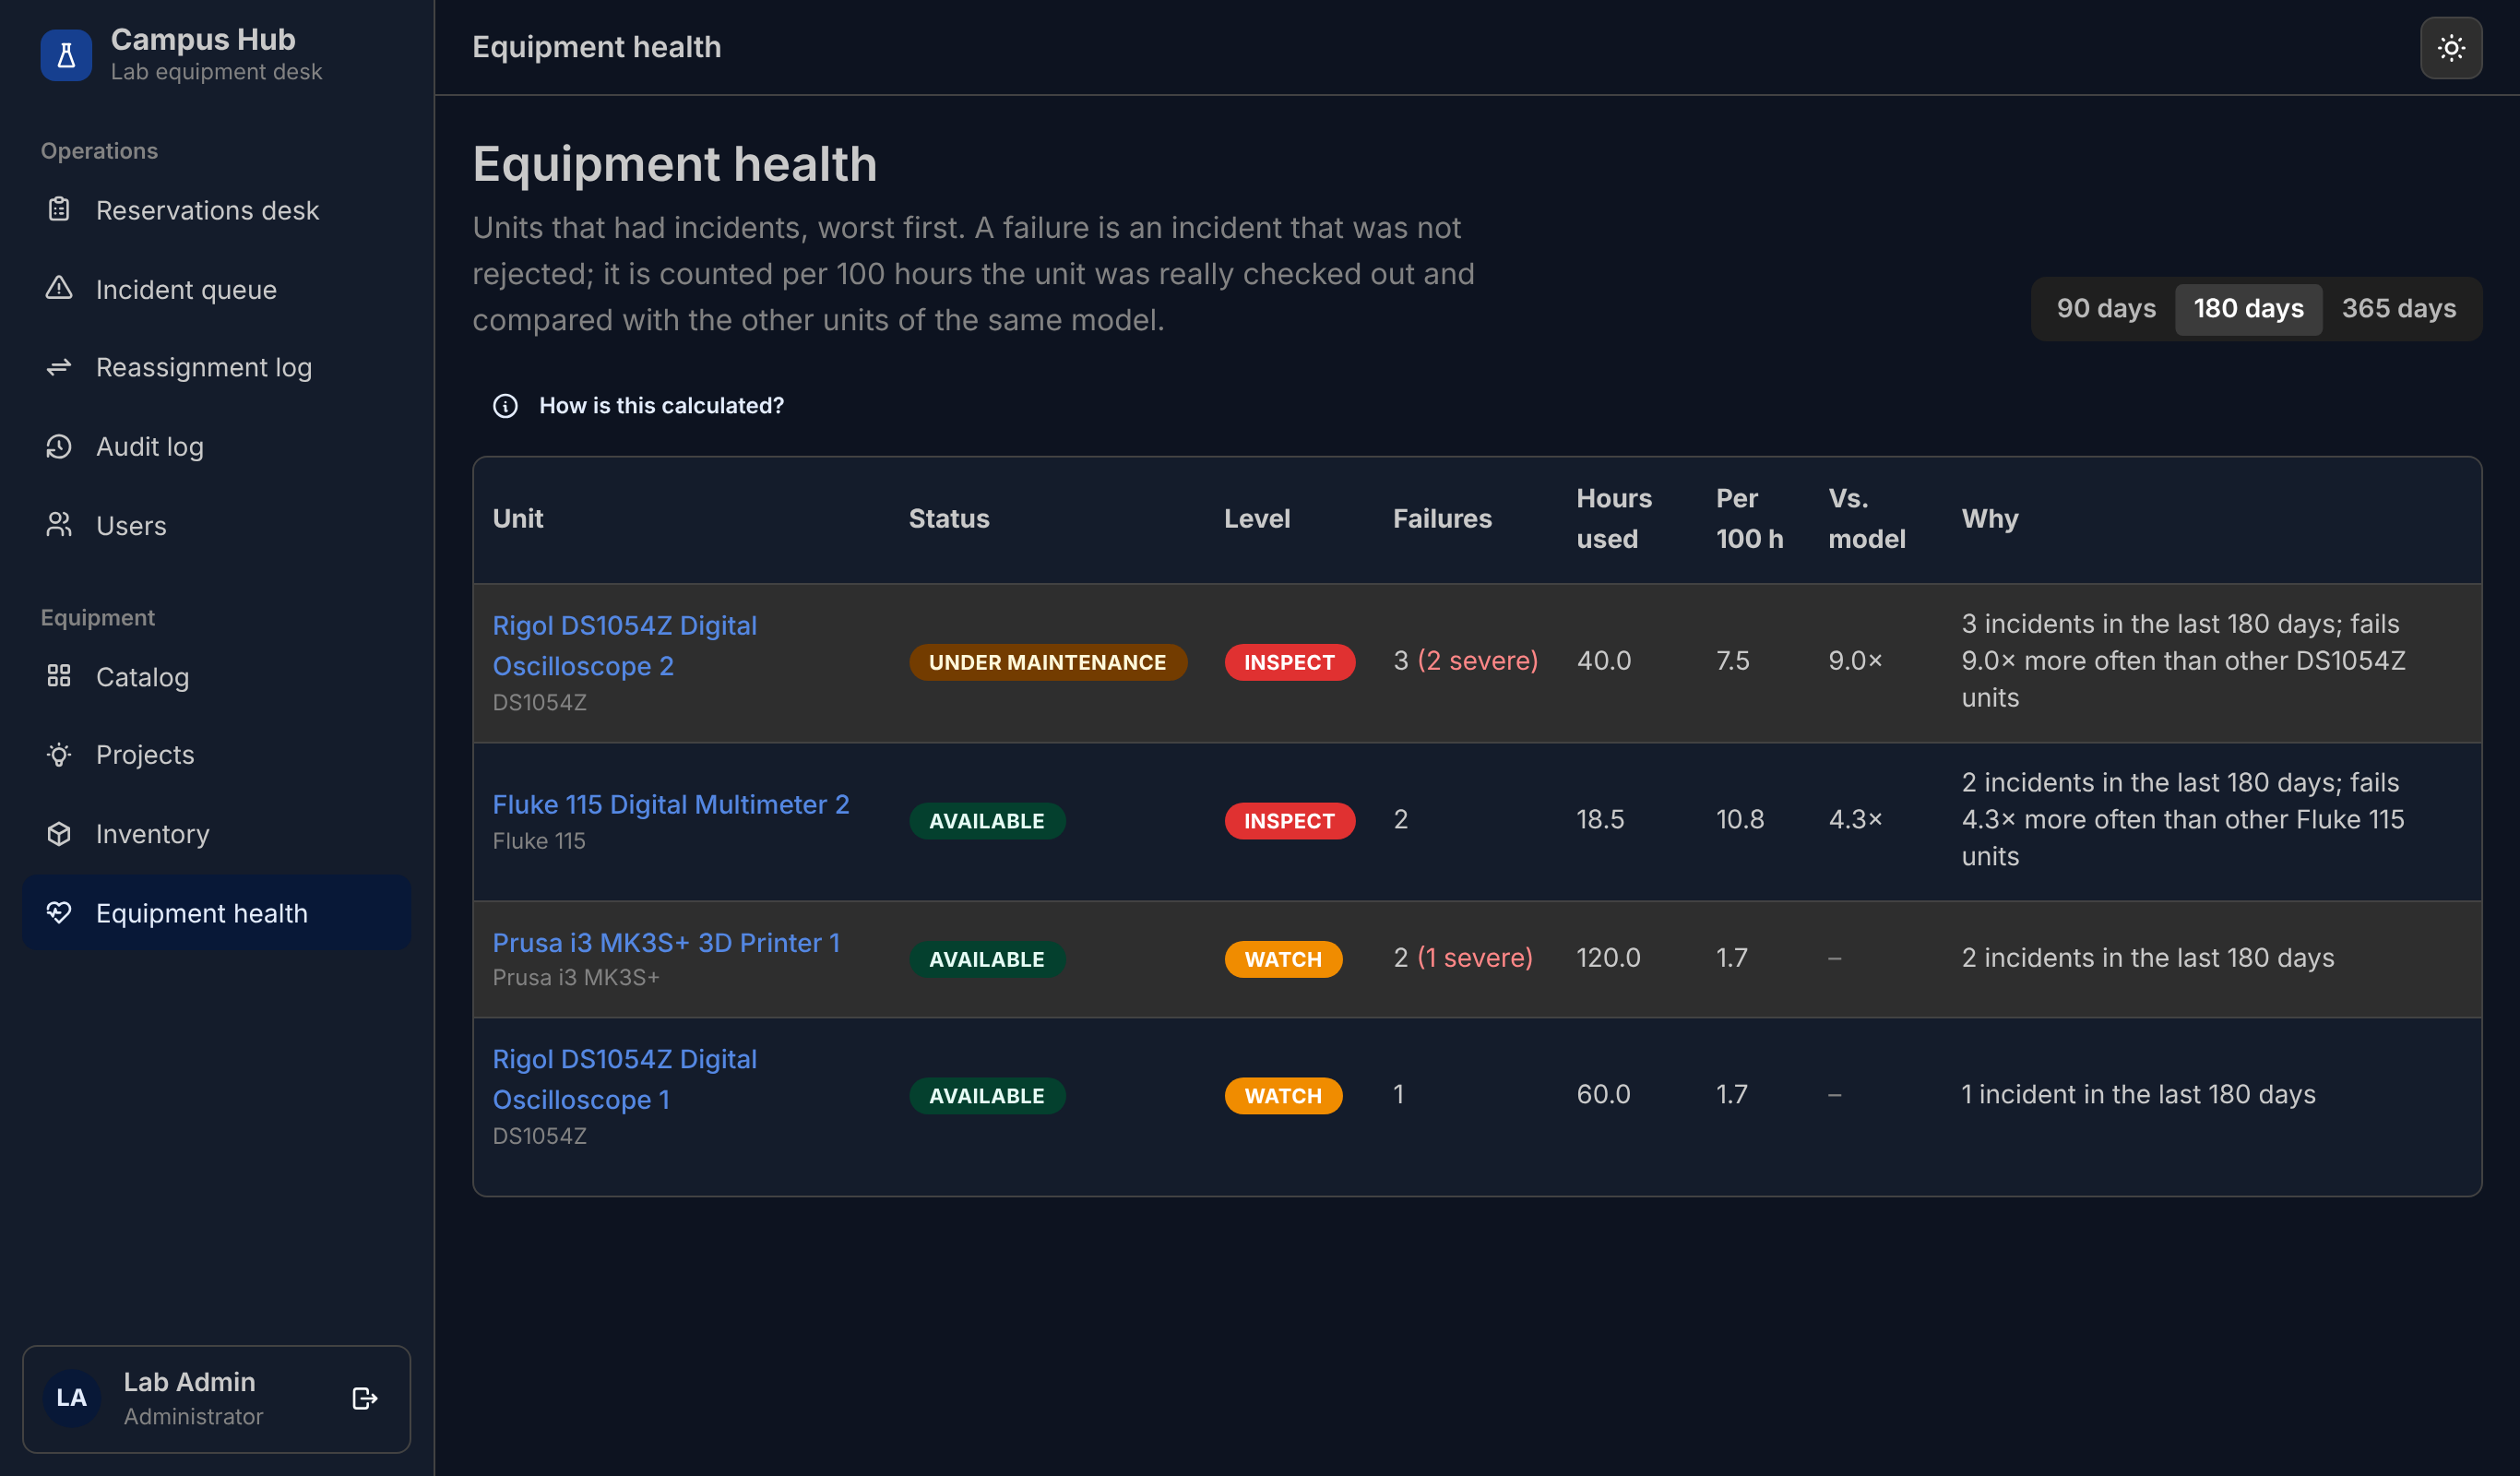 Campus Hub
Lab equipment desk
Operations
Reservations desk
Incident queue
Reassignment log
Audit log
Users
Equipment
Catalog
Projects
Inventory
Equipment health
LA
Lab Admin
Administrator
Equipment health
Equipment health
Units that had incidents, worst first. A failure is an incident that was not
rejected; it is counted per 100 hours the unit was really checked out and
compared with the other units of the same model.
90 days
180 days
365 days
How is this calculated?
Unit
Status
Level
Failures
Hours
used
Per
100 h
Vs.
model
Why
Rigol DS1054Z Digital
Oscilloscope 2
DS1054Z
UNDER MAINTENANCE
INSPECT
3 (2 severe)
40.0
7.5
9.0×
3 incidents in the last 180 days; fails
9.0× more often than other DS1054Z
units
Fluke 115 Digital Multimeter 2
Fluke 115
AVAILABLE
INSPECT
2
18.5
10.8
4.3×
2 incidents in the last 180 days; fails
4.3× more often than other Fluke 115
units
Prusa i3 MK3S+ 3D Printer 1
Prusa i3 MK3S+
AVAILABLE
WATCH
2 (1 severe)
120.0
1.7
–
2 incidents in the last 180 days
Rigol DS1054Z Digital
Oscilloscope 1
DS1054Z
AVAILABLE
WATCH
1
60.0
1.7
–
1 incident in the last 180 days